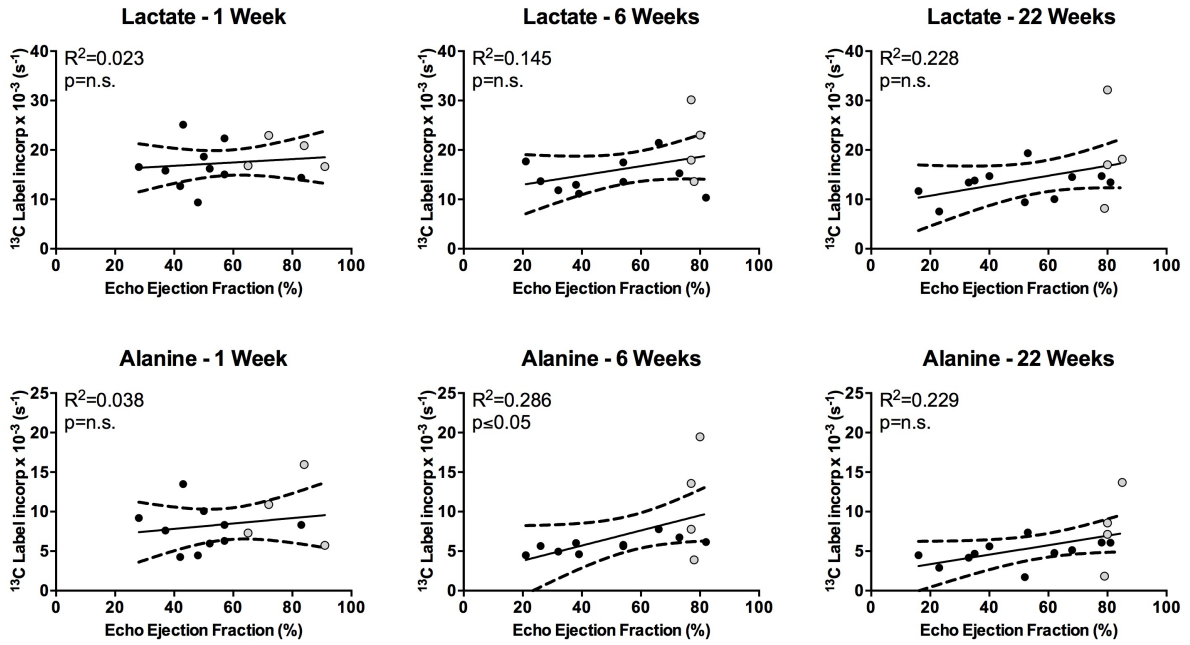 Lactate - 1 Week
R²=0.023
p=n.s.
¹³C Label incorp x 10⁻³ (s⁻¹)
40
30
20
10
0
0 20 40 60 80 100
Echo Ejection Fraction (%)
Lactate - 6 Weeks
R²=0.145
p=n.s.
¹³C Label incorp x 10⁻³ (s⁻¹)
40
30
20
10
0
0 20 40 60 80 100
Echo Ejection Fraction (%)
Lactate - 22 Weeks
R²=0.228
p=n.s.
¹³C Label incorp x 10⁻³ (s⁻¹)
40
30
20
10
0
0 20 40 60 80 100
Echo Ejection Fraction (%)
Alanine - 1 Week
R²=0.038
p=n.s.
¹³C Label incorp x 10⁻³ (s⁻¹)
25
20
15
10
5
0
0 20 40 60 80 100
Echo Ejection Fraction (%)
Alanine - 6 Weeks
R²=0.286
p≤0.05
¹³C Label incorp x 10⁻³ (s⁻¹)
25
20
15
10
5
0
0 20 40 60 80 100
Echo Ejection Fraction (%)
Alanine - 22 Weeks
R²=0.229
p=n.s.
¹³C Label incorp x 10⁻³ (s⁻¹)
25
20
15
10
5
0
0 20 40 60 80 100
Echo Ejection Fraction (%)